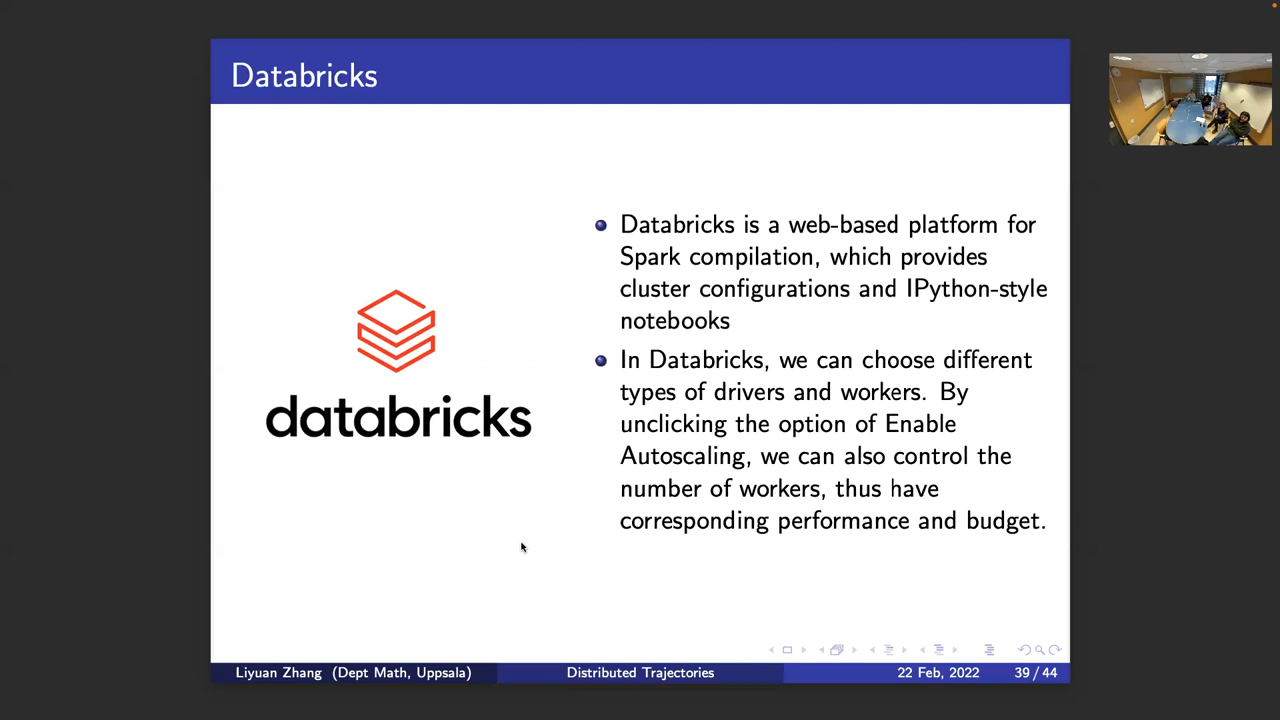 Databricks
Databricks is a web-based platform for
Spark compilation, which provides
cluster configurations and IPython-style
notebooks
In Databricks, we can choose different
types of drivers and workers. By
unclicking the option of Enable
Autoscaling, we can also control the
number of workers, thus have
corresponding performance and budget.
databricks
Liyuan Zhang (Dept Math, Uppsala)
Distributed Trajectories
22 Feb, 2022
39 / 44